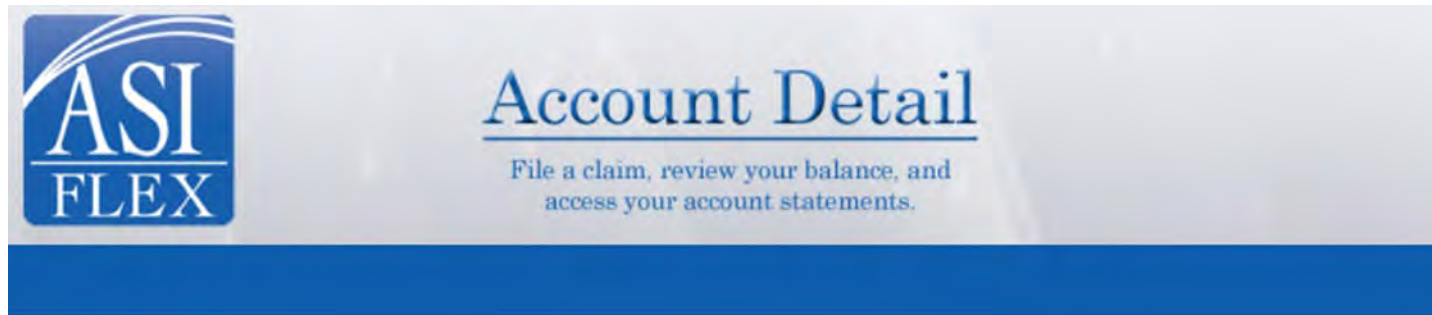 ASI
FLEX
Account Detail
File a claim, review your balance, and
access your account statements.